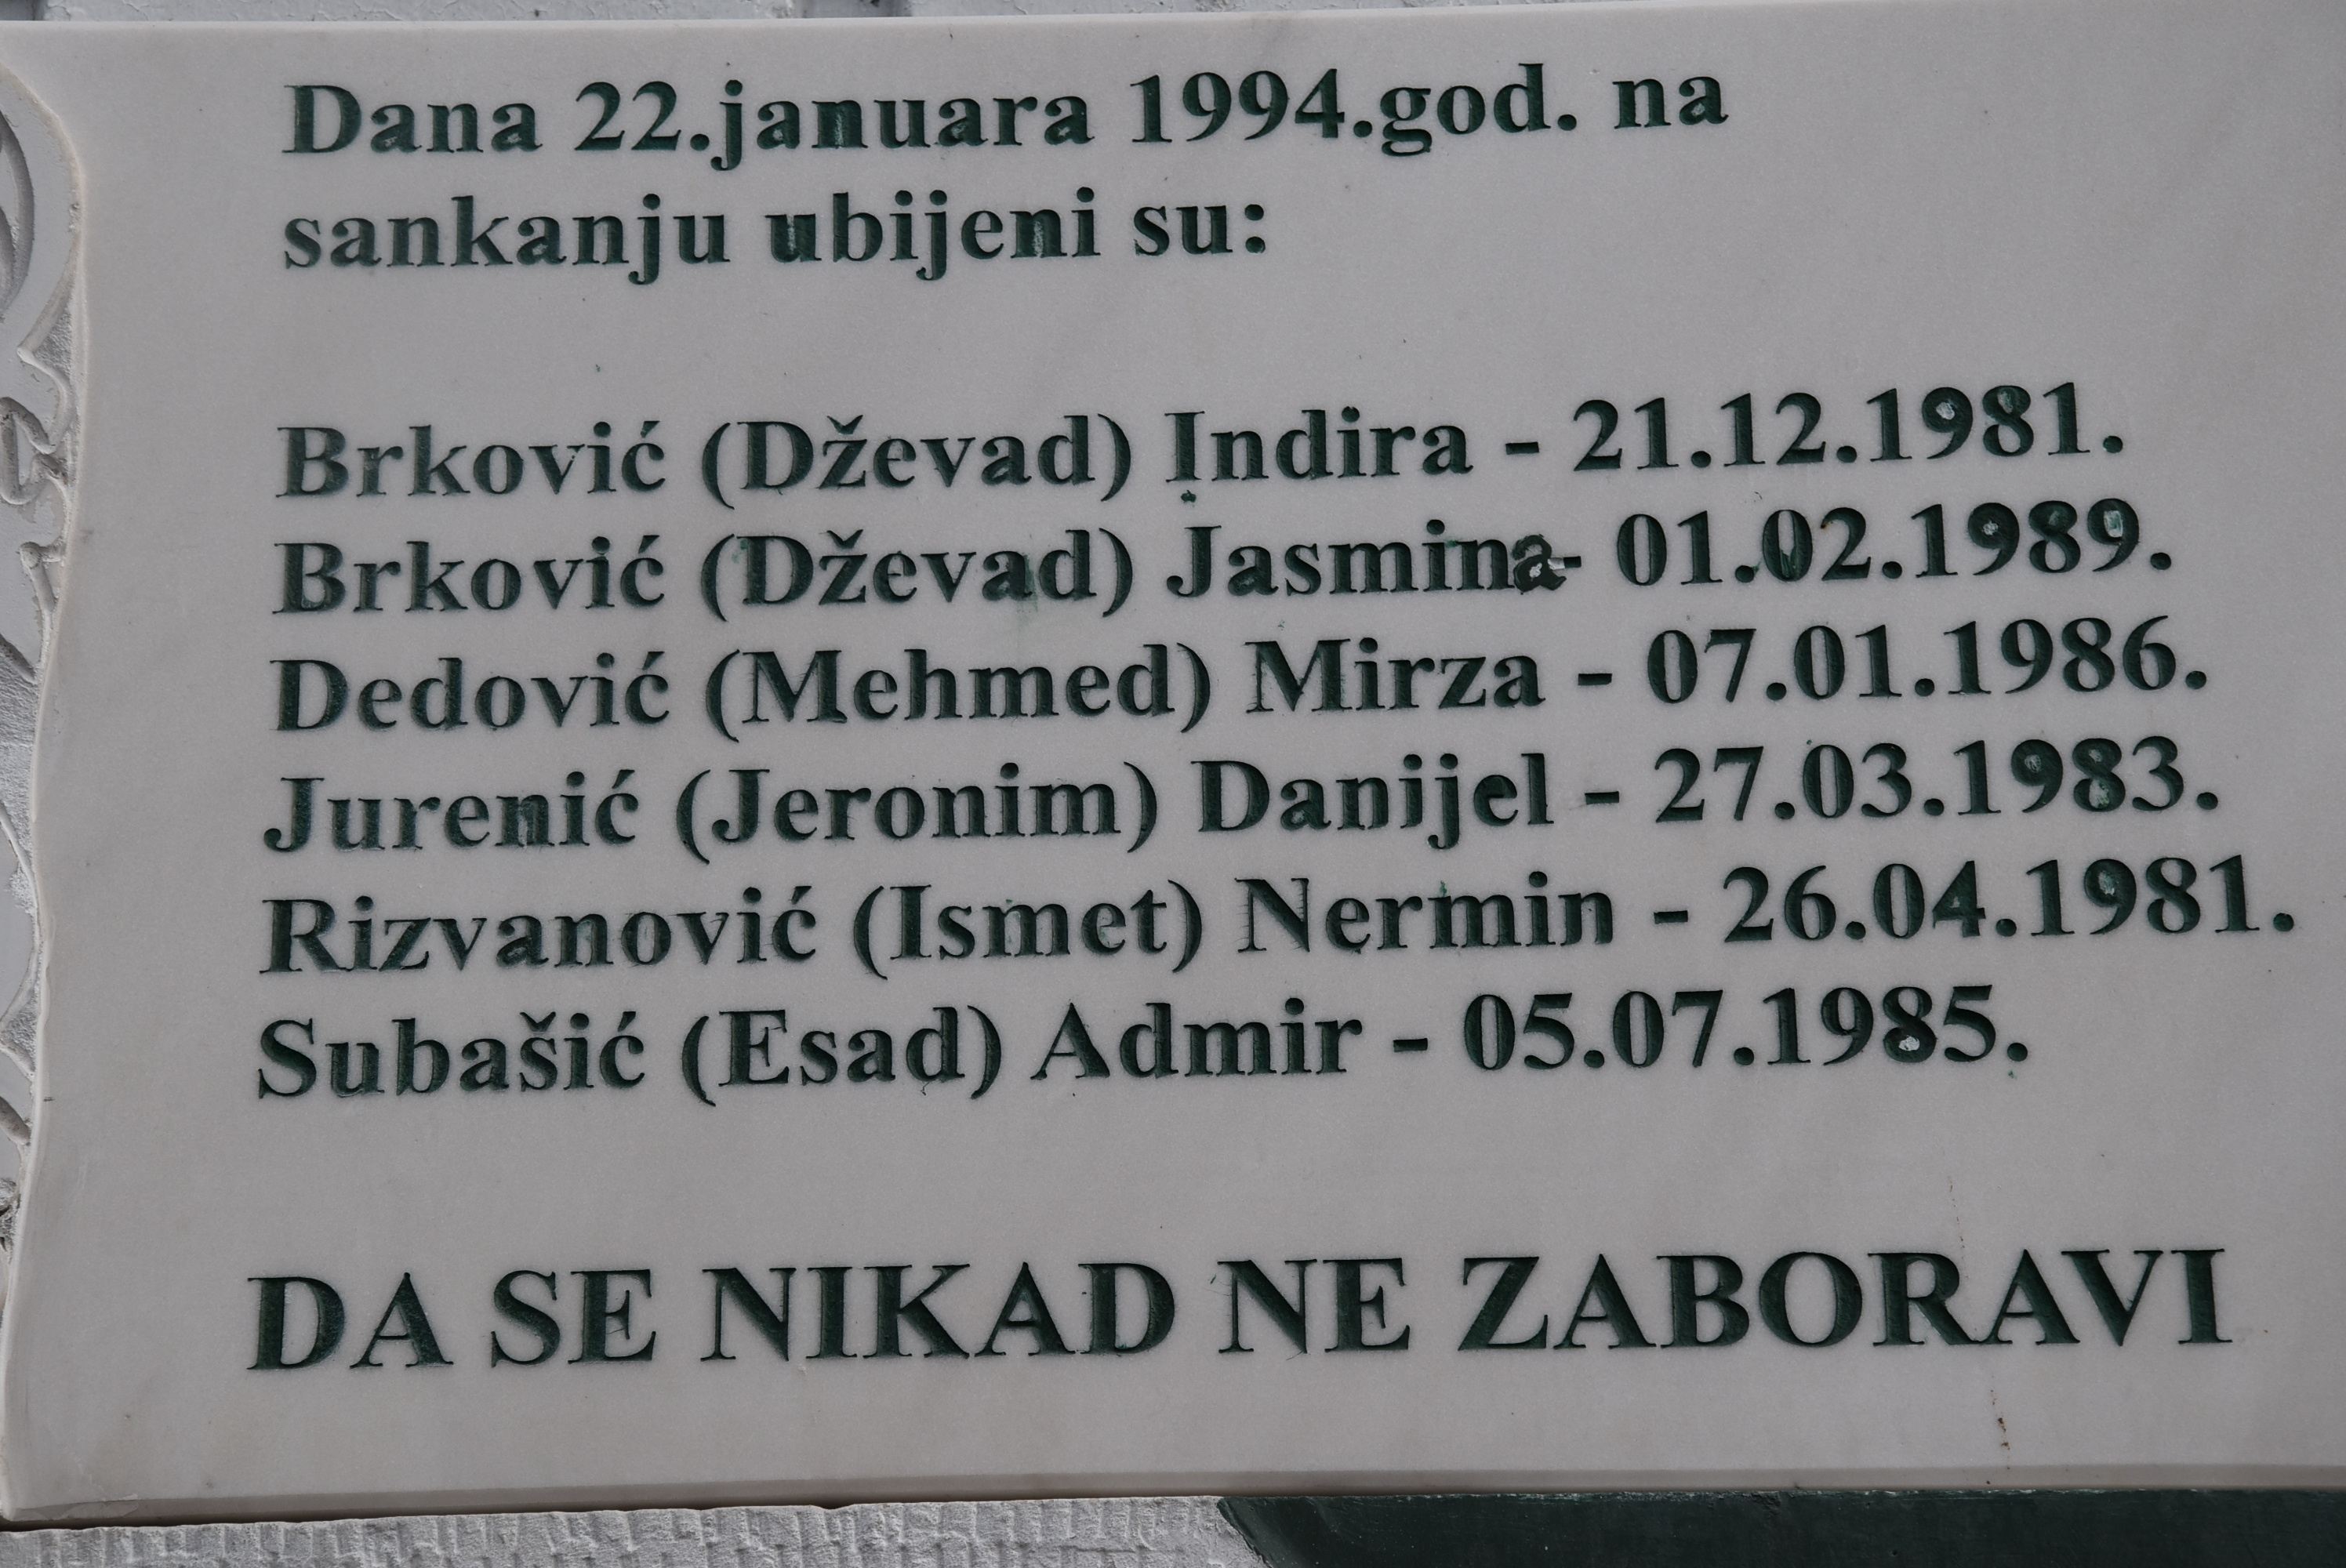 Dana 22.januara 1994.god. na
sankanju ubijeni su:
Brković (Dževad) Indira - 21.12.1981.
Brković (Dževad) Jasmina- 01.02.1989.
Dedović (Mehmed) Mirza - 07.01.1986.
Jurenić (Jeronim) Danijel - 27.03.1983.
Rizvanović (Ismet) Nermin - 26.04.1981.
Subašić (Esad) Admir - 05.07.1985.
DA SE NIKAD NE ZABORAVI